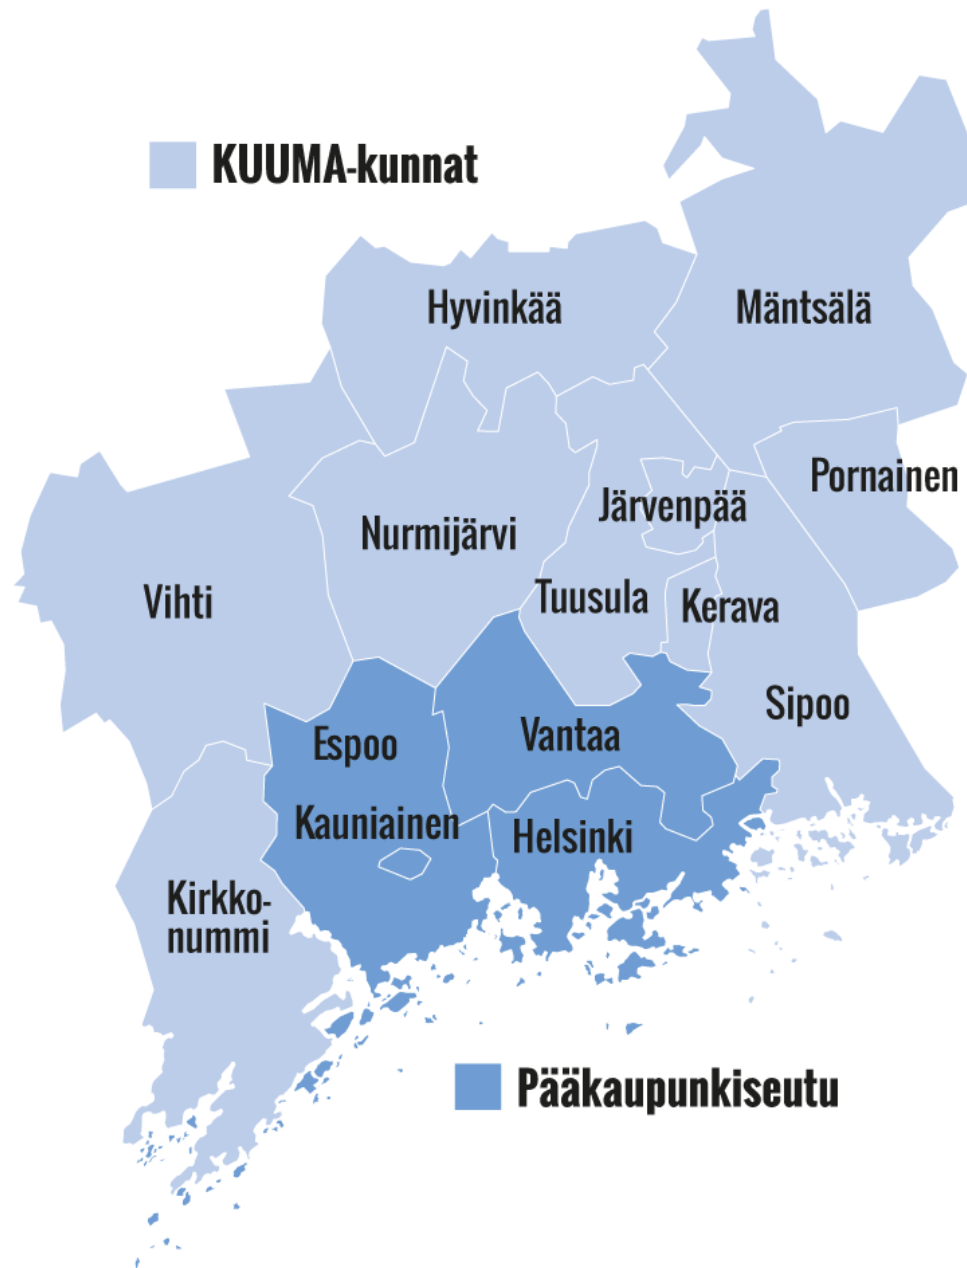 KUUMA-kunnat
Hyvinkää
Mäntsälä
Pornainen
Järvenpää
Nurmijärvi
Vihti
Tuusula
Kerava
Sipoo
Espoo
Vantaa
Kauniainen
Helsinki
Kirkko-
nummi
Pääkaupunkiseutu